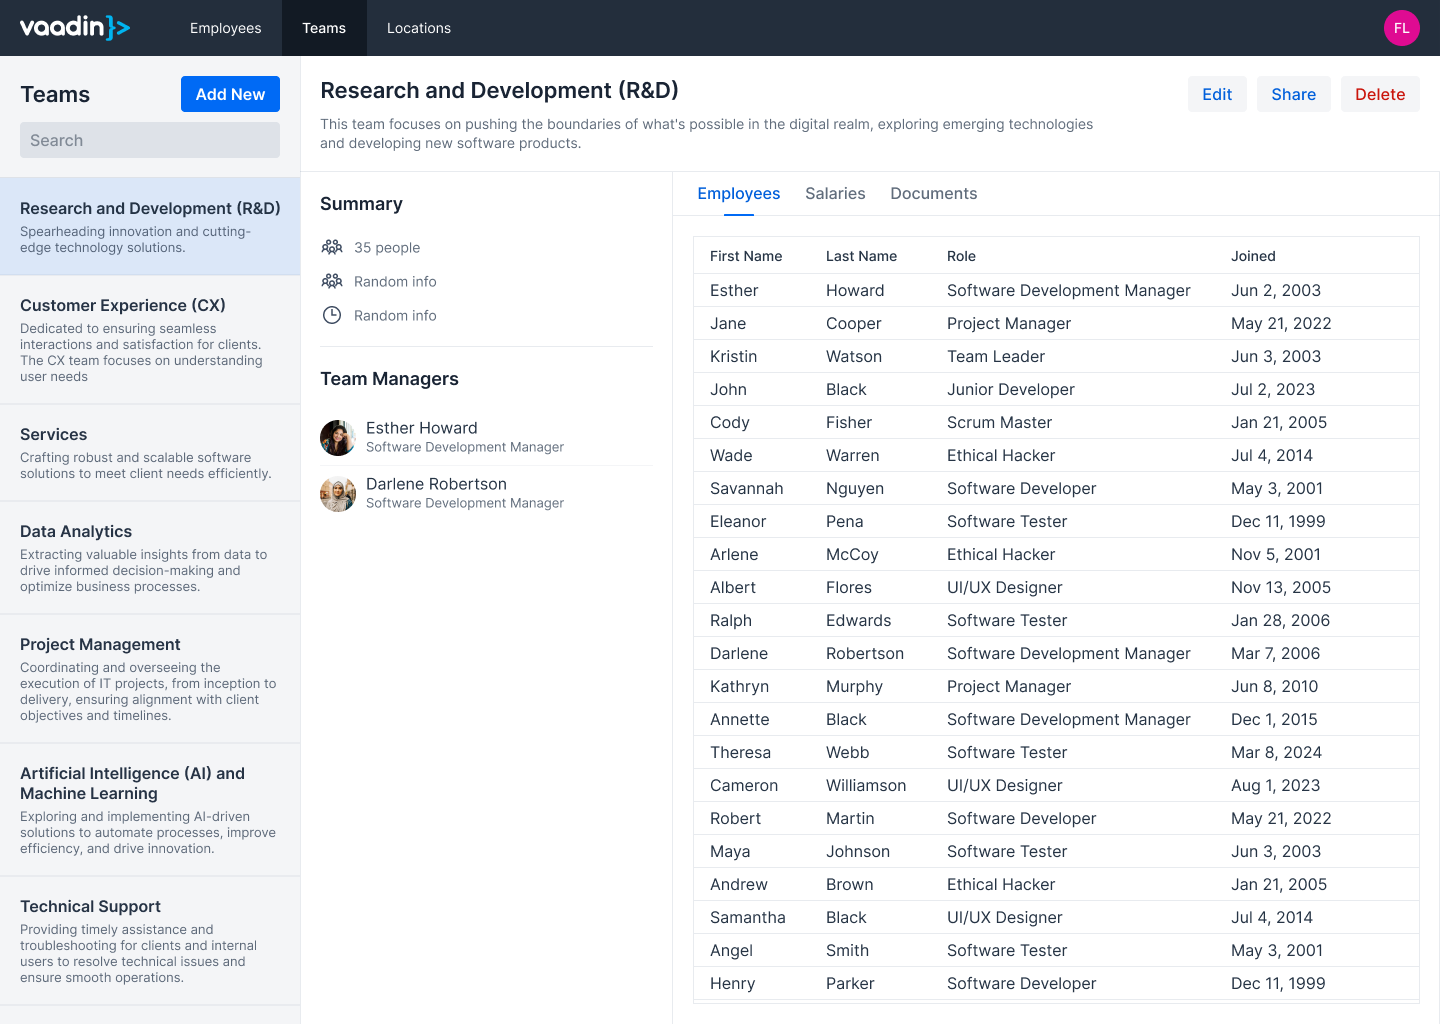 vaadin}>
Employees
Teams
Locations
FL
Teams
Add New
Search
Research and Development (R&D)
Spearheading innovation and cutting-
edge technology solutions.
Customer Experience (CX)
Dedicated to ensuring seamless
interactions and satisfaction for clients.
The CX team focuses on understanding
user needs
Services
Crafting robust and scalable software
solutions to meet client needs efficiently.
Data Analytics
Extracting valuable insights from data to
drive informed decision-making and
optimize business processes.
Project Management
Coordinating and overseeing the
execution of IT projects, from inception to
delivery, ensuring alignment with client
objectives and timelines.
Artificial Intelligence (AI) and
Machine Learning
Exploring and implementing AI-driven
solutions to automate processes, improve
efficiency, and drive innovation.
Technical Support
Providing timely assistance and
troubleshooting for clients and internal
users to resolve technical issues and
ensure smooth operations.
Research and Development (R&D)
This team focuses on pushing the boundaries of what's possible in the digital realm, exploring emerging technologies
and developing new software products.
Edit
Share
Delete
Summary
35 people
Random info
Random info
Team Managers
Esther Howard
Software Development Manager
Darlene Robertson
Software Development Manager
Employees Salaries Documents
First Name Last Name Role Joined
Esther Howard Software Development Manager Jun 2, 2003
Jane Cooper Project Manager May 21, 2022
Kristin Watson Team Leader Jun 3, 2003
John Black Junior Developer Jul 2, 2023
Cody Fisher Scrum Master Jan 21, 2005
Wade Warren Ethical Hacker Jul 4, 2014
Savannah Nguyen Software Developer May 3, 2001
Eleanor Pena Software Tester Dec 11, 1999
Arlene McCoy Ethical Hacker Nov 5, 2001
Albert Flores UI/UX Designer Nov 13, 2005
Ralph Edwards Software Tester Jan 28, 2006
Darlene Robertson Software Development Manager Mar 7, 2006
Kathryn Murphy Project Manager Jun 8, 2010
Annette Black Software Development Manager Dec 1, 2015
Theresa Webb Software Tester Mar 8, 2024
Cameron Williamson UI/UX Designer Aug 1, 2023
Robert Martin Software Developer May 21, 2022
Maya Johnson Software Tester Jun 3, 2003
Andrew Brown Ethical Hacker Jan 21, 2005
Samantha Black UI/UX Designer Jul 4, 2014
Angel Smith Software Tester May 3, 2001
Henry Parker Software Developer Dec 11, 1999